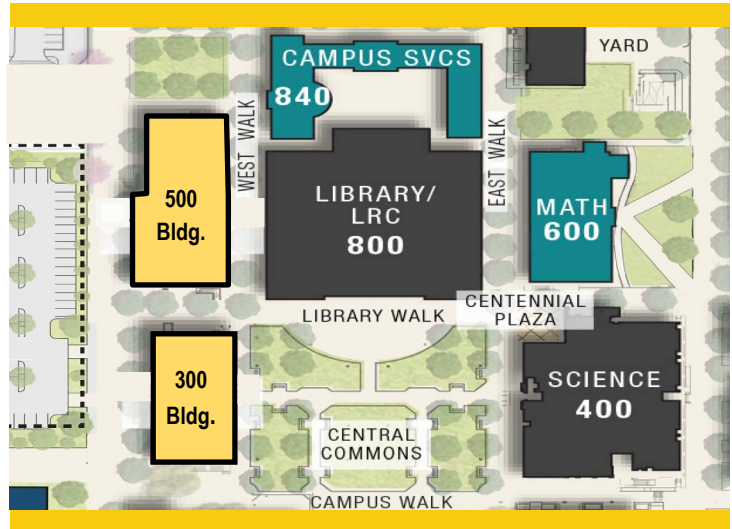 YARD
CAMPUS SVCS
840
WEST WALK
EAST WALK
500
Bldg.
LIBRARY/
LRC
800
MATH
600
CENTENNIAL
PLAZA
LIBRARY WALK
300
Bldg.
SCIENCE
400
CENTRAL
COMMONS
CAMPUS WALK